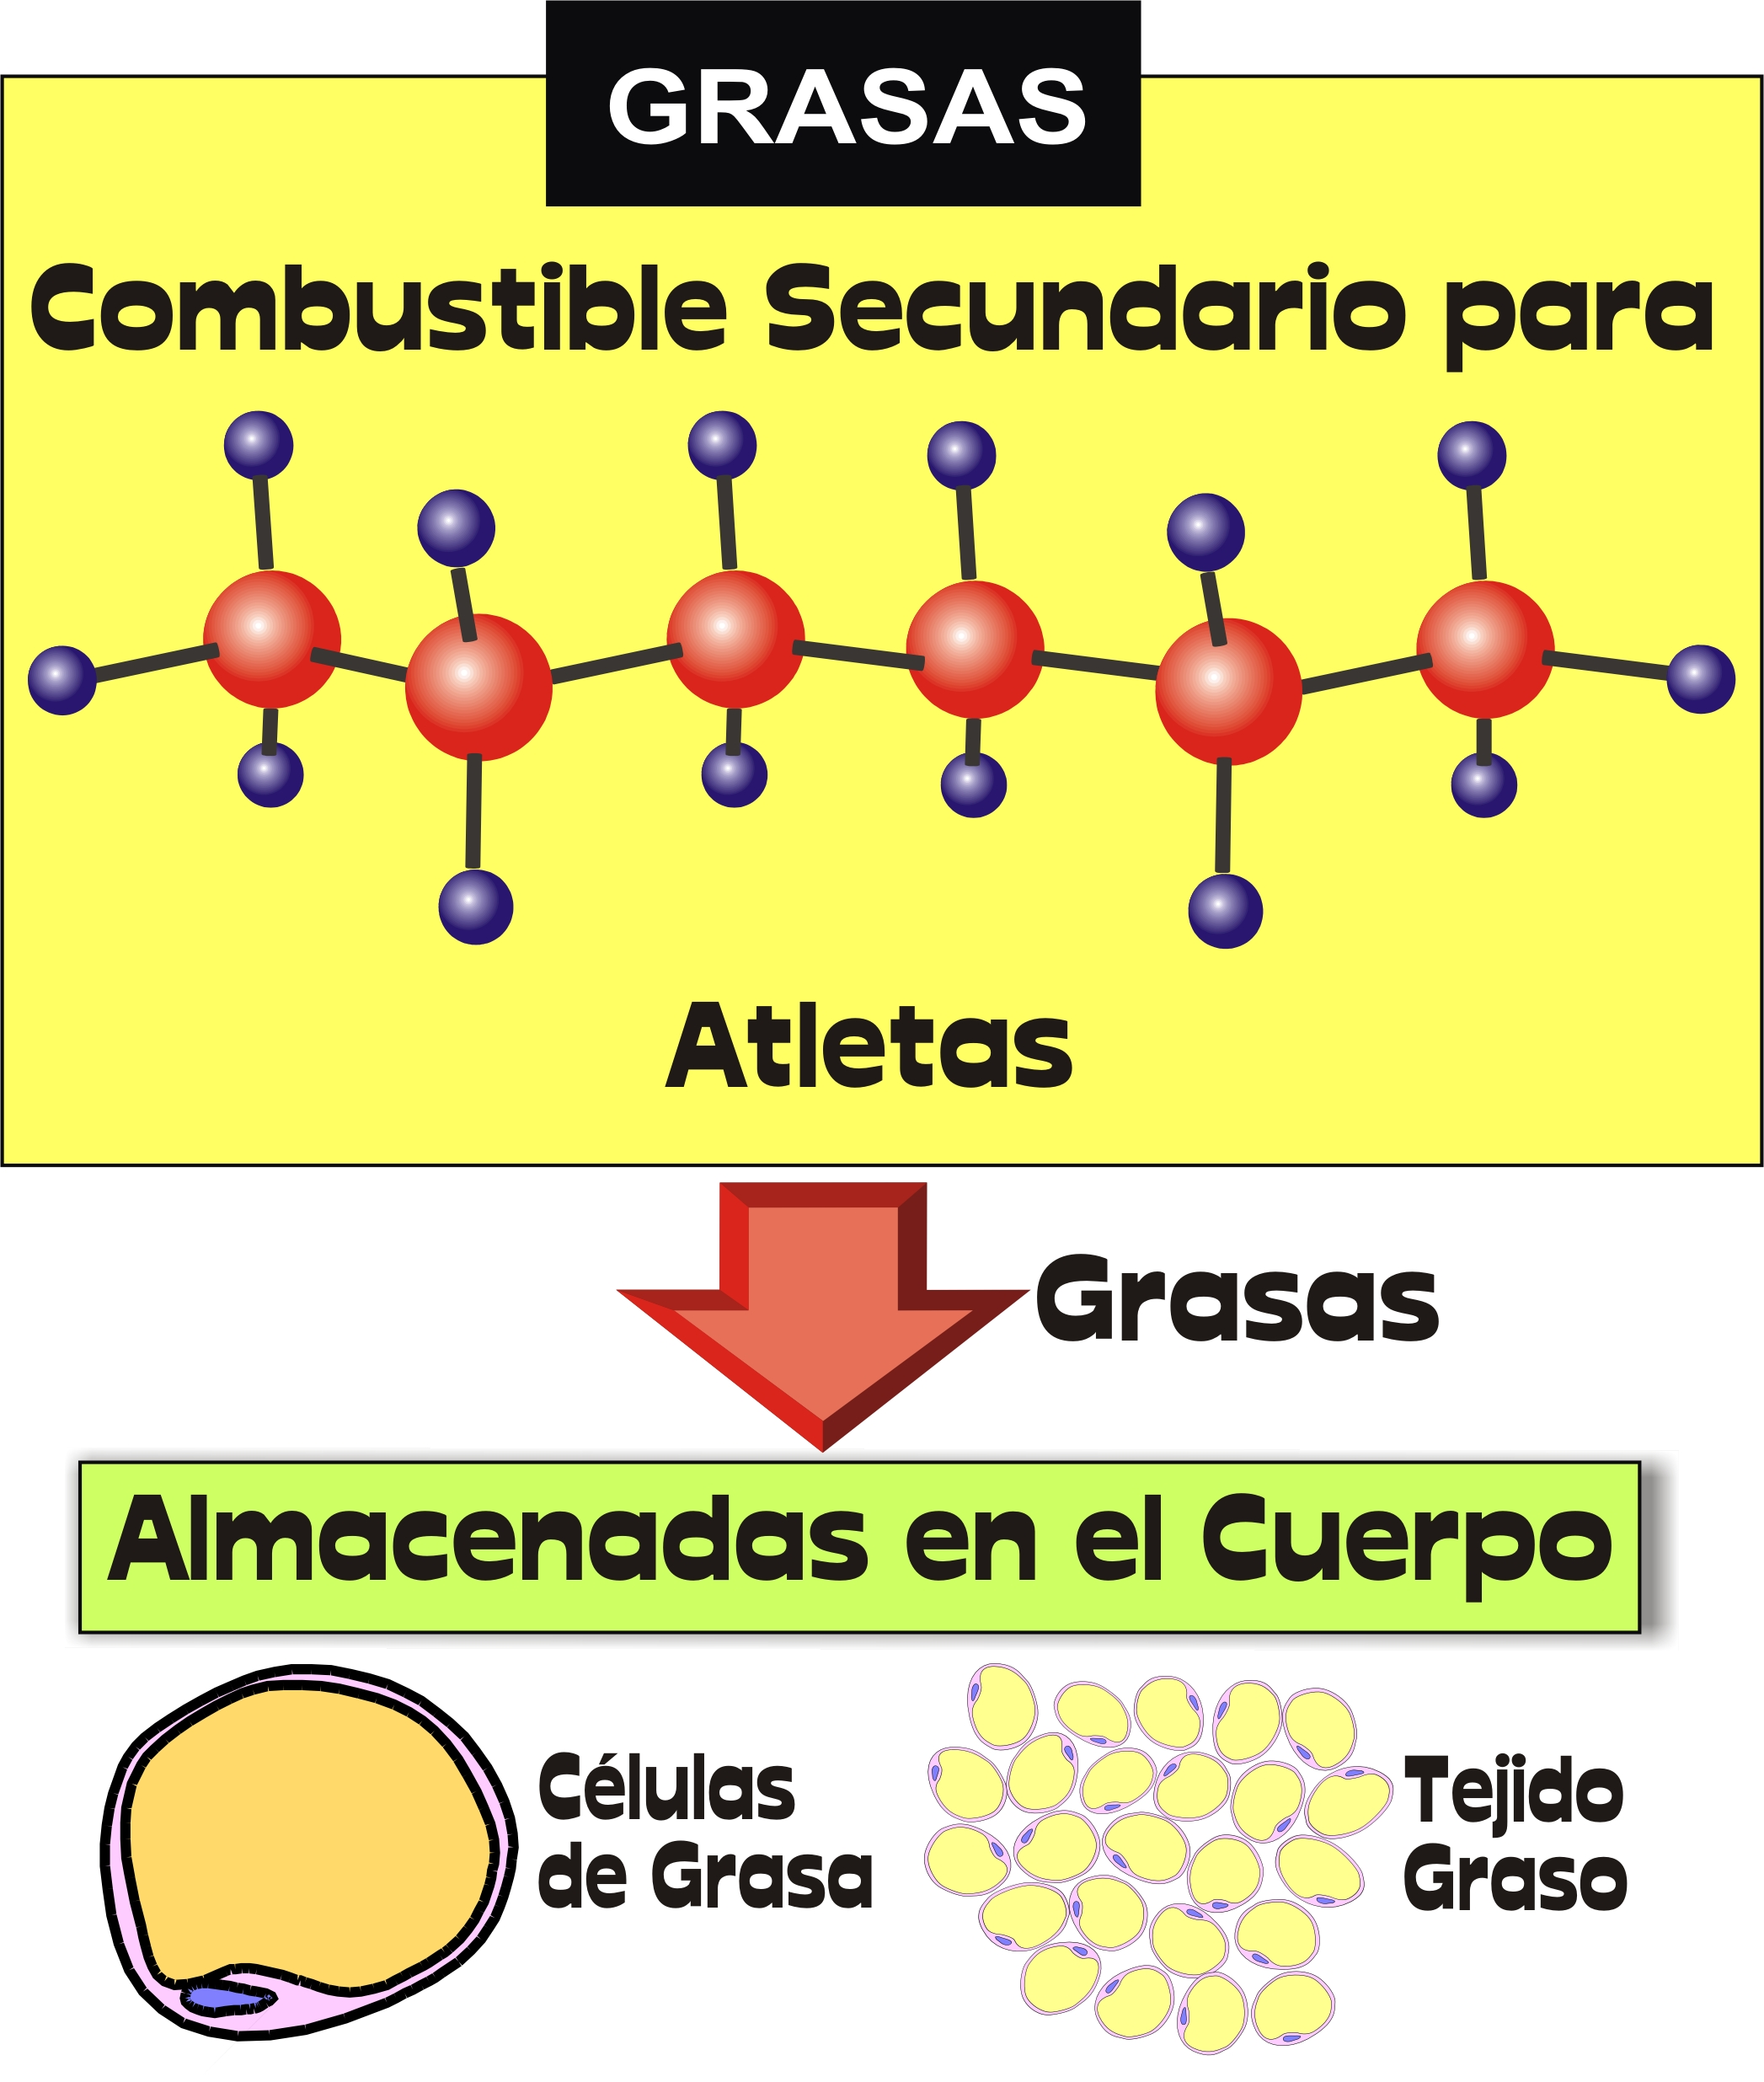 GRASAS
Combustible Secundario para
Atletas
Grasas
Almacenadas en el Cuerpo
Células
de Grasa
Tejido
Graso